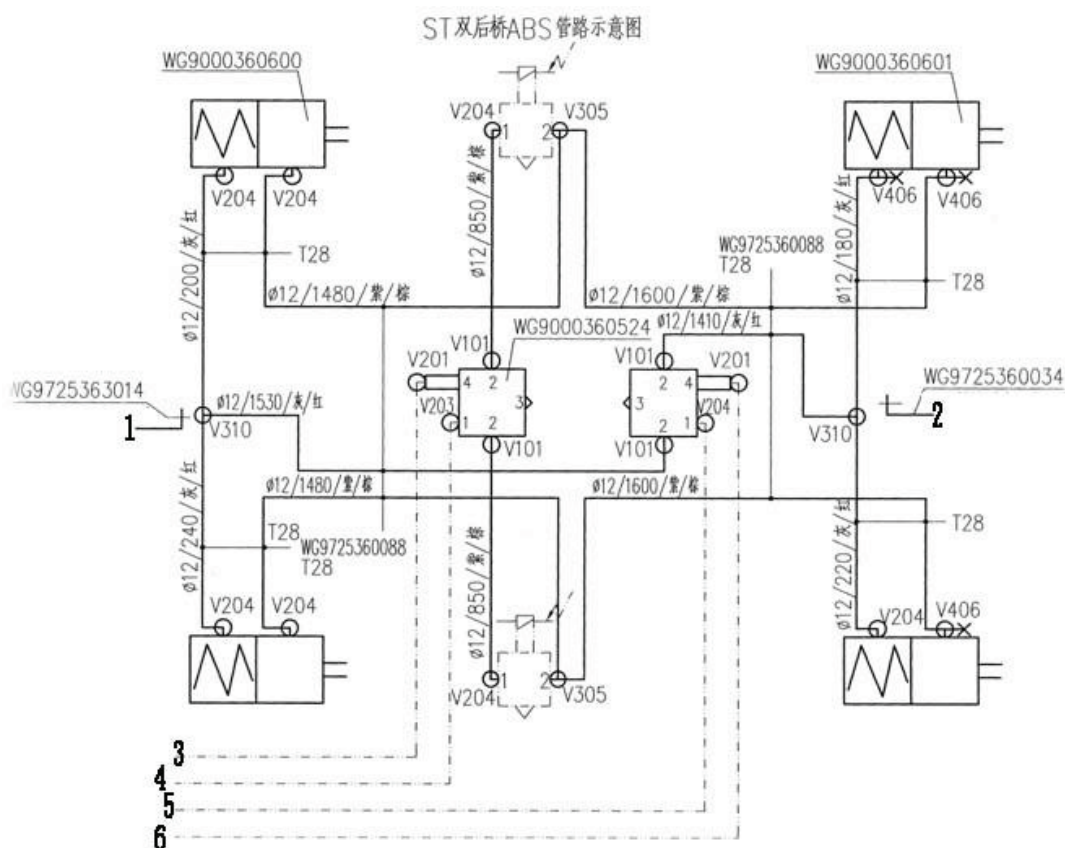 ST双后桥ABS管路示意图
WG9000360600
WG9000360601
V204
1
2
V305
V204
V204
V406
V406
ø12/200/灰/红
T28
ø12/850/紫/棕
WG9725360088
T28
ø12/180/灰/红
T28
ø12/1480/紫/棕
ø12/1600/紫/棕
ø12/1410/灰/红
WG9000360524
V101
V201
4
2
3
V203
1
2
V101
V101
V201
2
4
3
V204
2
1
V101
WG9725363014
1
V310
ø12/1530/灰/红
WG9725360034
2
V310
ø12/240/灰/红
ø12/1480/紫/棕
ø12/1600/紫/棕
T28
WG9725360088
T28
ø12/850/紫/棕
T28
ø12/220/灰/红
V204
V204
V204
V406
V204
1
2
V305
3
4
5
6